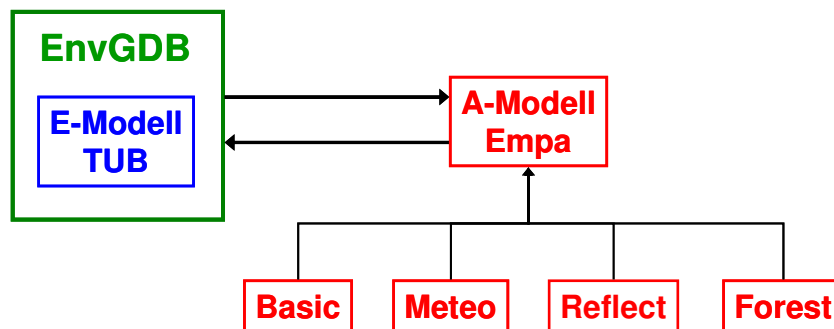 EnvGDB
E-Modell
TUB
A-Modell
Empa
Basic
Meteo
Reflect
Forest